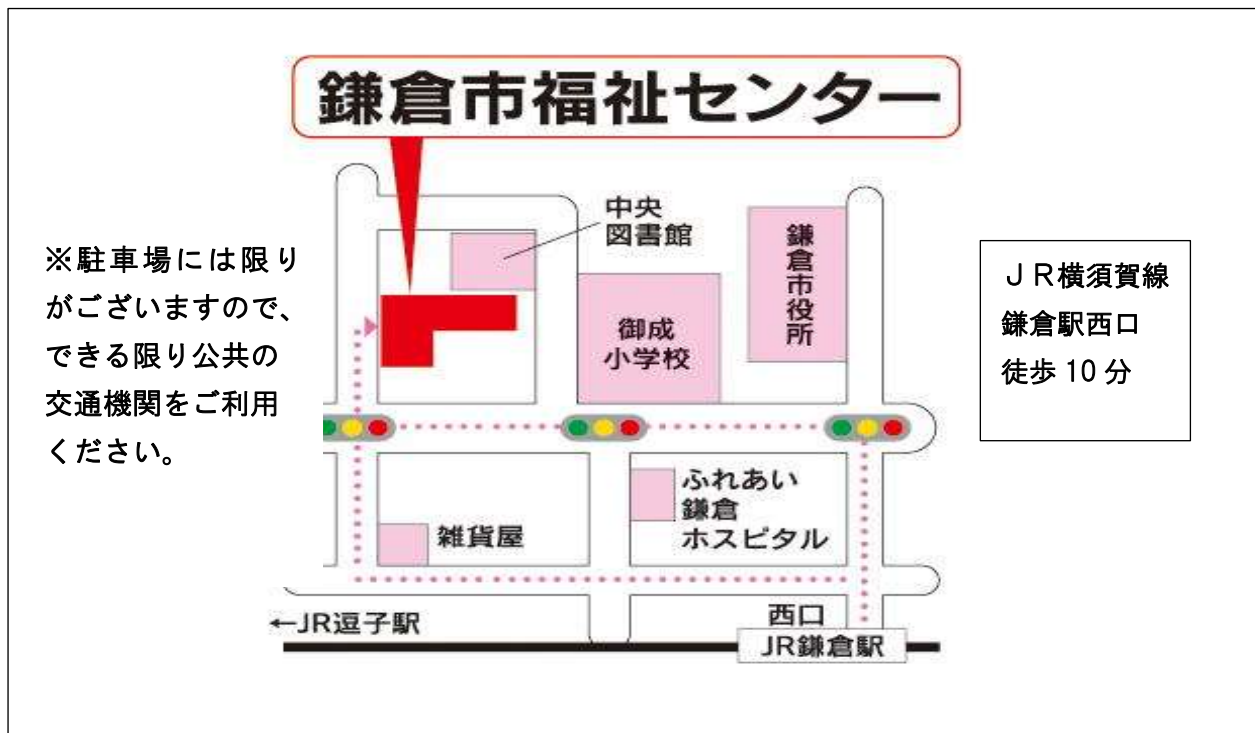 鎌倉市福祉センター
※駐車場には限り
がございますので、
できる限り公共の
交通機関をご利用
ください。
中央
図書館
鎌倉市役所
御成
小学校
ＪＲ横須賀線
鎌倉駅西口
徒歩 10 分
ふれあい
鎌倉
ホスピタル
雑貨屋
←JR逗子駅
西口
JR鎌倉駅